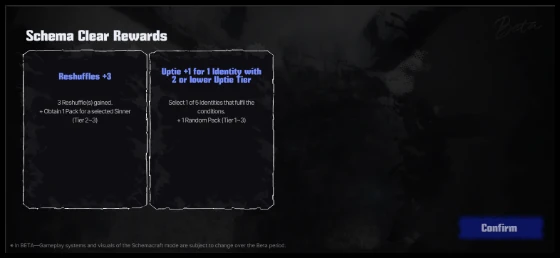 Beta
Schema Clear Rewards
Reshuffles +3
3 Reshuffle(s) gained.
+ Obtain 1 Pack for a selected Sinner
(Tier 2~3)
Uptie +1 for 1 Identity with
2 or lower Uptie Tier
Select 1 of 5 Identities that fulfil the
conditions.
+ 1 Random Pack (Tier 1~3)
Confirm
※ In BETA—Gameplay systems and visuals of the Schemacraft mode are subject to change over the Beta period.